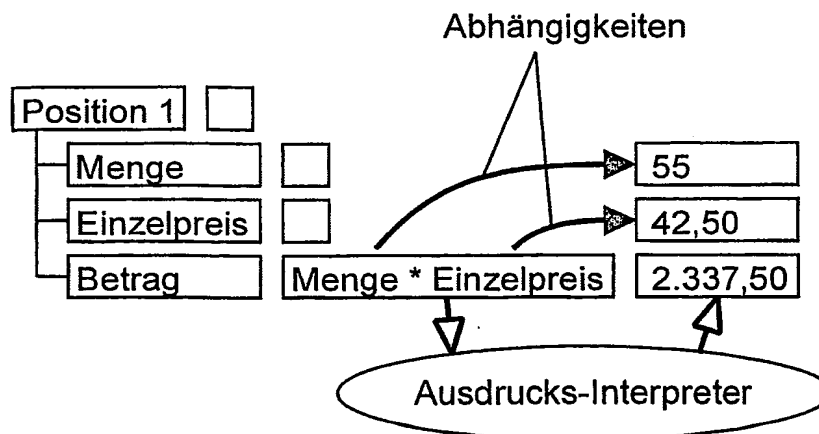 Abhängigkeiten
Position 1
Menge 55
Einzelpreis 42,50
Betrag Menge * Einzelpreis 2.337,50
Ausdrucks-Interpreter